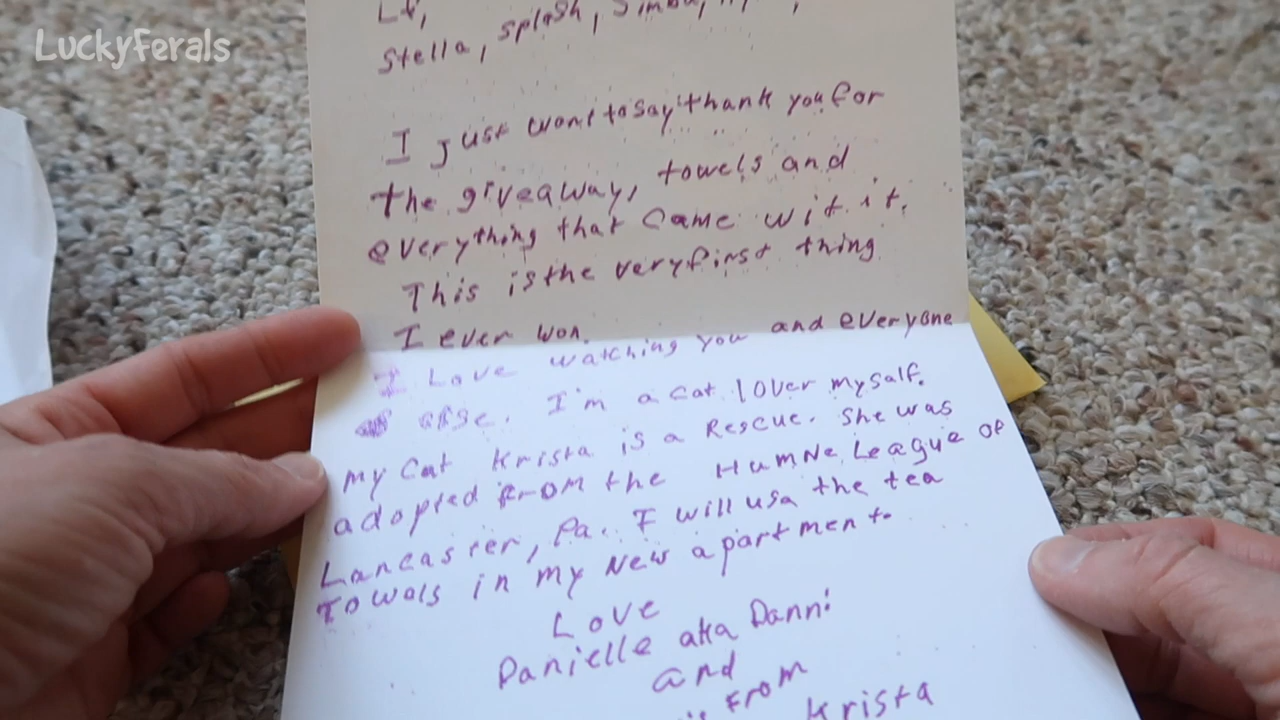 LuckyFerals
Stella, Splash, Simba,
I just want to say thank you for
the giveaway, towels and
everything that came wit it.
This is the very first thing
I ever won.
I Love watching you and everyone
else. I'm a cat lover myself.
my cat Krista is a Rescue. She was
adopted From the Humne League of
Lancaster, Pa. I will use the tea
Towels in my New apartment.
Love
Danielle aka Danni
and
From
Krista